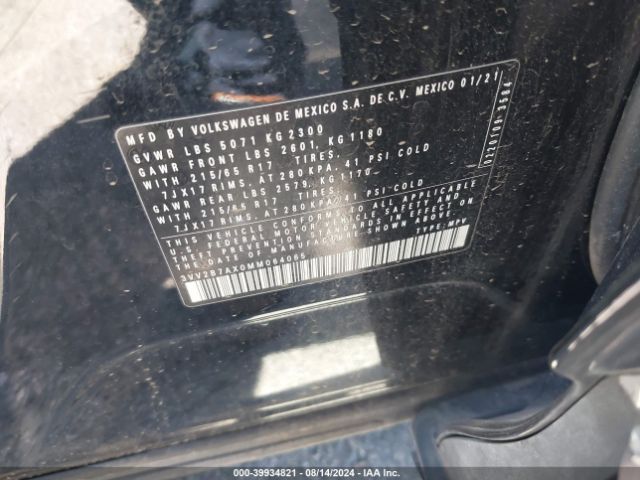 MFD BY VOLKSWAGEN DE MEXICO S.A. DE C.V. MEXICO 01/21
GVWR LBS 5071 KG 2300
GAWR FRONT LBS 2601, KG 1180
WITH 215/65 R17 TIRES,
7JX17 RIMS, AT 280 KPA, 41 PSI COLD
GAWR REAR LBS 2579, KG 1170
WITH 215/65 R17 TIRES,
7JX17 RIMS, AT 280 KPA/41 PSI COLD
THIS VEHICLE CONFORMS TO ALL APPLICABLE
U.S. FEDERAL MOTOR VEHICLE SAFETY AND
THEFT PREVENTION STANDARDS IN EFFECT
ON DATE OF MANUFACTURE SHOWN ABOVE.
3VV2B7AX0MM064065 TYPE: MPV
000-39934821 - 08/14/2024 - IAA Inc.